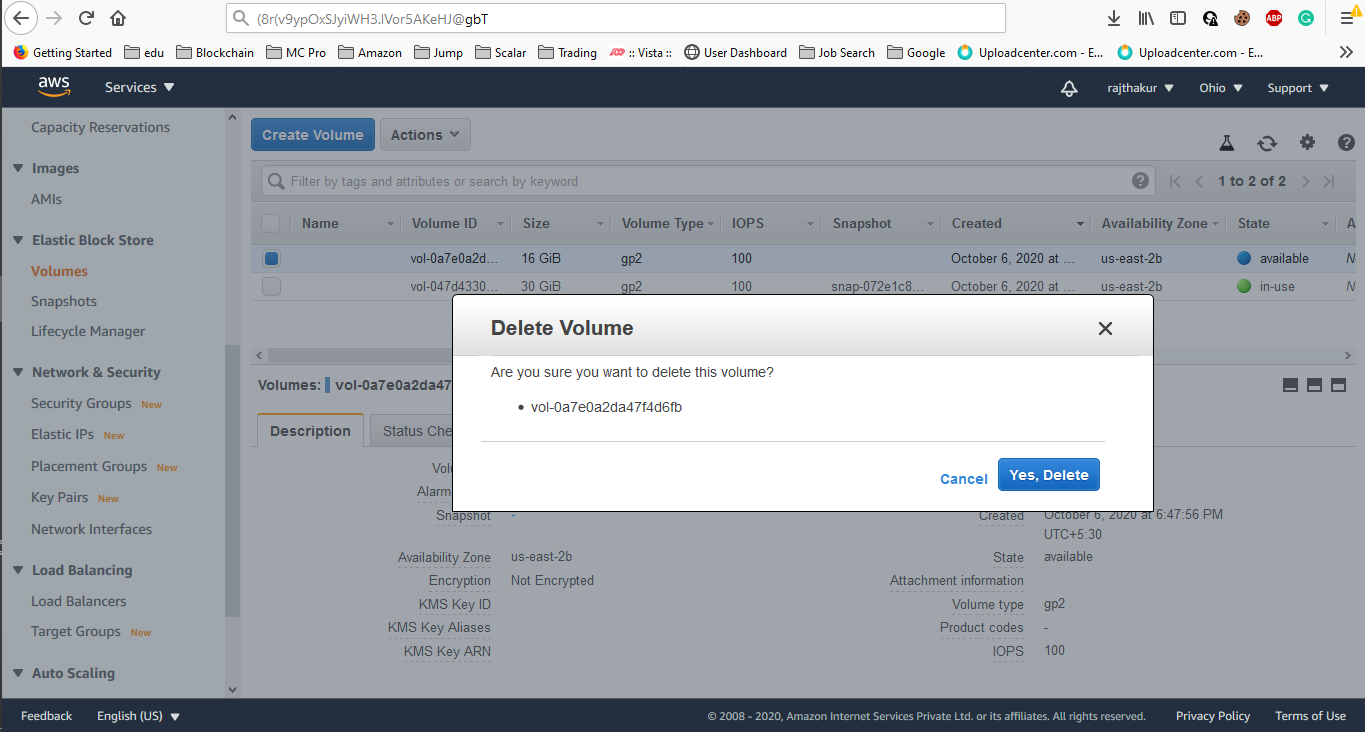 (8r(v9ypOxSJyiWH3.lVor5AKeHJ@gbT
ABP
Getting Started edu Blockchain MC Pro Amazon Jump Scalar Trading :: Vista :: User Dashboard Job Search Google Uploadcenter.com - E... Uploadcenter.com - E...
aws Services rajthakur Ohio Support
Capacity Reservations
Images
AMIs
Elastic Block Store
Volumes
Snapshots
Lifecycle Manager
Network & Security
Security Groups New
Elastic IPs New
Placement Groups New
Key Pairs New
Network Interfaces
Load Balancing
Load Balancers
Target Groups New
Auto Scaling
Create Volume Actions
Filter by tags and attributes or search by keyword 1 to 2 of 2
Name Volume ID Size Volume Type IOPS Snapshot Created Availability Zone State A
vol-0a7e0a2d... 16 GiB gp2 100 October 6, 2020 at ... us-east-2b available N
vol-047d4330... 30 GiB gp2 100 snap-072e1c8... October 6, 2020 at ... us-east-2b in-use N
Delete Volume
Are you sure you want to delete this volume?
• vol-0a7e0a2da47f4d6fb
Cancel Yes, Delete
Volumes: vol-0a7e0a2da47
Description Status Che
Volu
Alarm
Snapshot - Created October 6, 2020 at 6:47:56 PM
UTC+5:30
Availability Zone us-east-2b State available
Encryption Not Encrypted Attachment information
KMS Key ID Volume type gp2
KMS Key Aliases Product codes -
KMS Key ARN IOPS 100
Feedback English (US) © 2008 - 2020, Amazon Internet Services Private Ltd. or its affiliates. All rights reserved. Privacy Policy Terms of Use